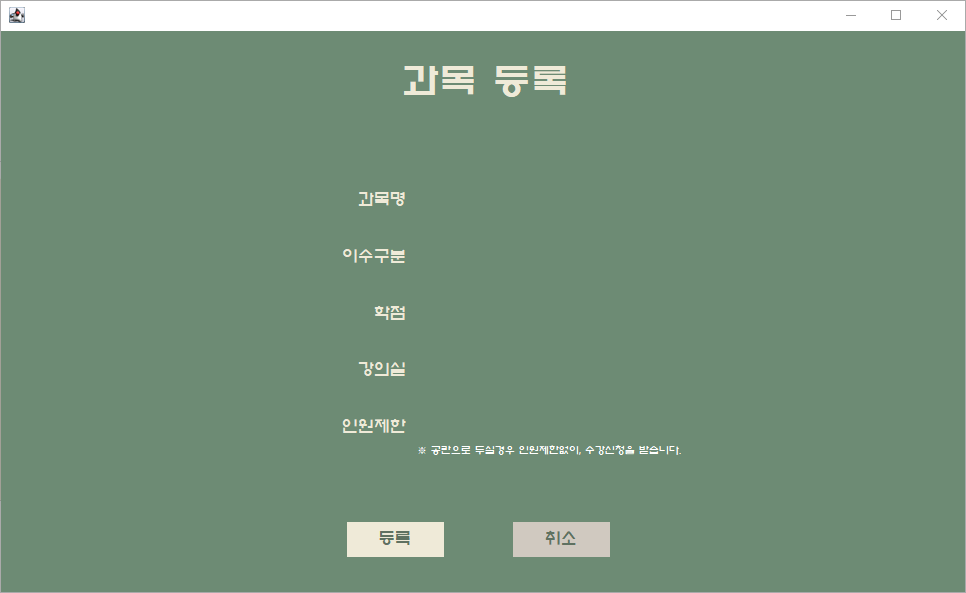 과목 등록
과목명
이수구분
학점
강의실
인원제한
※ 공란으로 두실경우 인원제한없이, 수강신청을 받습니다.
등록 취소